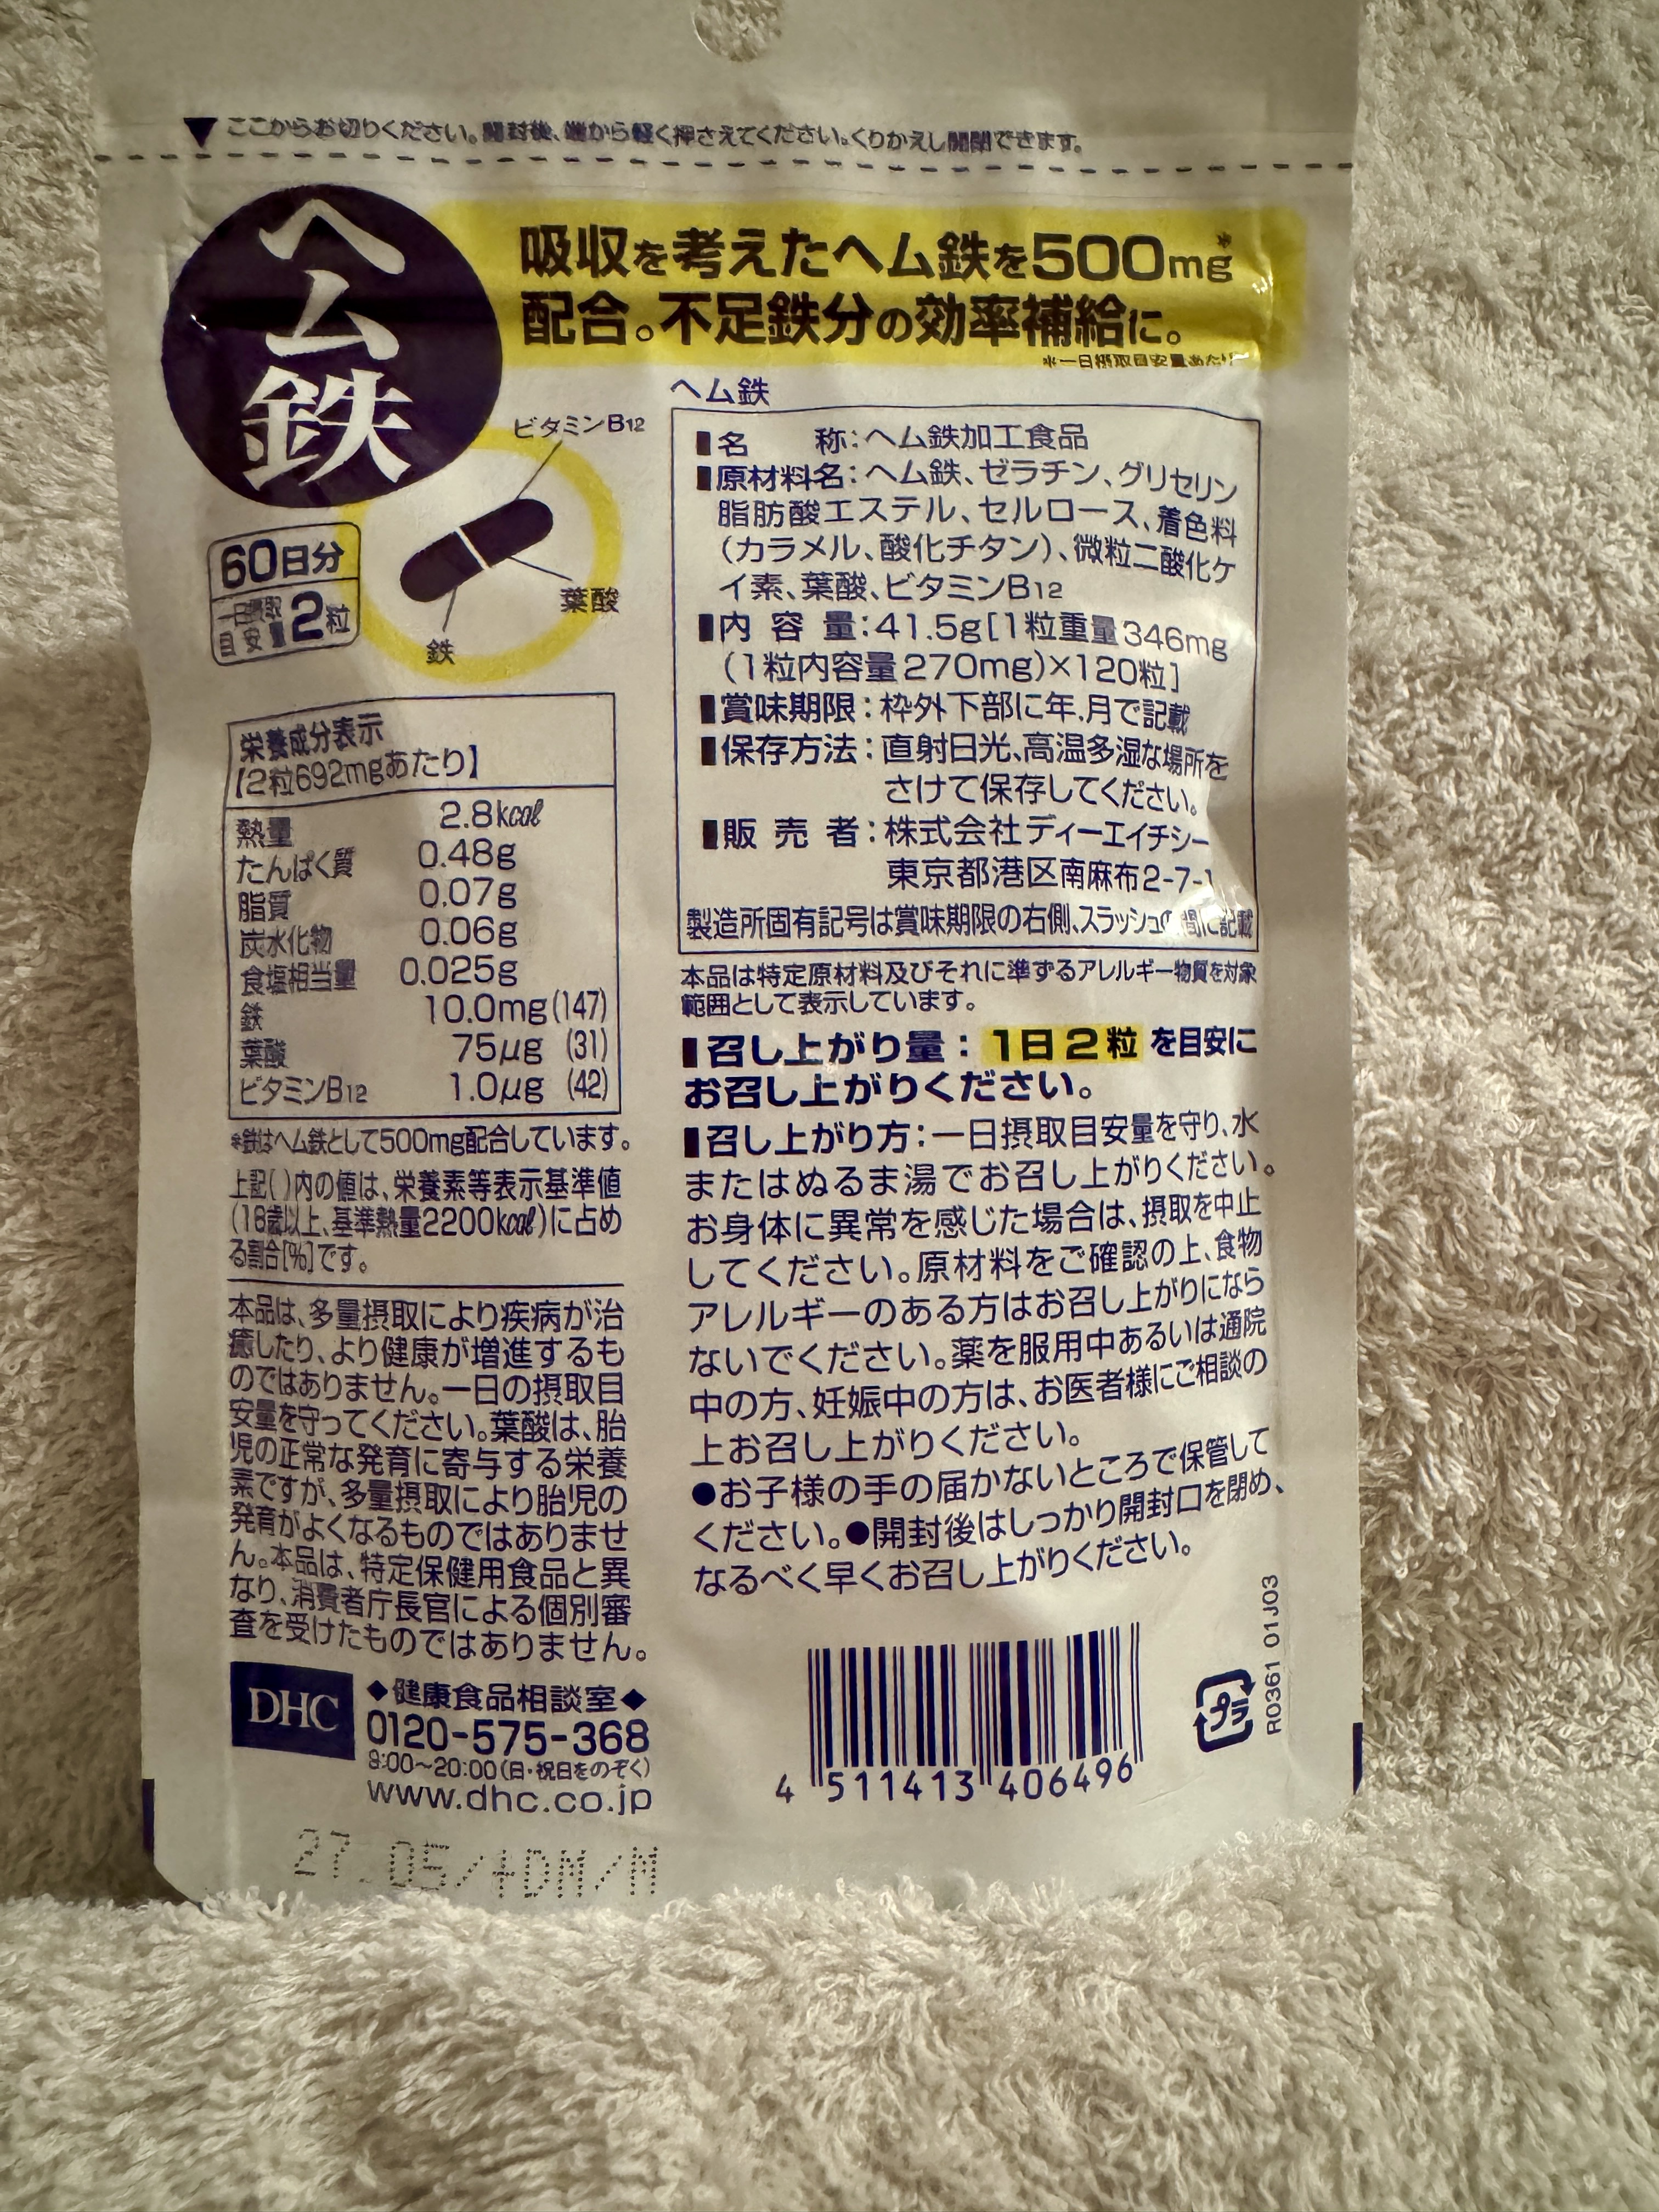 ▼ここからお切りください。開封後、端から軽く押さえてください。くりかえし開閉できます。
ヘム鉄
吸収を考えたヘム鉄を500mg*
配合。不足鉄分の効率補給に。
※一日摂取目安量あたり
60日分
一日摂取目安量2粒
ビタミンB12
葉酸
鉄
栄養成分表示
【2粒692mgあたり】
熱量 2.8kcal
たんぱく質 0.48g
脂質 0.07g
炭水化物 0.06g
食塩相当量 0.025g
鉄 10.0mg(147)
葉酸 75μg (31)
ビタミンB12 1.0μg (42)
*鉄はヘム鉄として500mg配合しています。
上記( )内の値は、栄養素等表示基準値
(18歳以上、基準熱量2200kcal)に占め
る割合[%]です。
本品は、多量摂取により疾病が治
癒したり、より健康が増進するも
のではありません。一日の摂取目
安量を守ってください。葉酸は、胎
児の正常な発育に寄与する栄養
素ですが、多量摂取により胎児の
発育がよくなるものではありませ
ん。本品は、特定保健用食品と異
なり、消費者庁長官による個別審
査を受けたものではありません。
DHC
◆健康食品相談室◆
0120-575-368
9:00～20:00(日・祝日をのぞく)
www.dhc.co.jp
27.05/+DM/M
ヘム鉄
■名 称:ヘム鉄加工食品
■原材料名:ヘム鉄、ゼラチン、グリセリン
脂肪酸エステル、セルロース、着色料
(カラメル、酸化チタン)、微粒二酸化ケ
イ素、葉酸、ビタミンB12
■内 容 量:41.5g[1粒重量346mg
(1粒内容量270mg)×120粒]
■賞味期限:枠外下部に年.月で記載
■保存方法:直射日光、高温多湿な場所を
さけて保存してください。
■販 売 者:株式会社ディーエイチシー
東京都港区南麻布2-7-1
製造所固有記号は賞味期限の右側、スラッシュの間に記載
本品は特定原材料及びそれに準ずるアレルギー物質を対象
範囲として表示しています。
■召し上がり量:1日2粒を目安に
お召し上がりください。
■召し上がり方:一日摂取目安量を守り、水
またはぬるま湯でお召し上がりください。
お身体に異常を感じた場合は、摂取を中止
してください。原材料をご確認の上、食物
アレルギーのある方はお召し上がりになら
ないでください。薬を服用中あるいは通院
中の方、妊娠中の方は、お医者様にご相談の
上お召し上がりください。
●お子様の手の届かないところで保管して
ください。●開封後はしっかり開封口を閉め、
なるべく早くお召し上がりください。
4 511413 406496
プラ
R0361 01J03